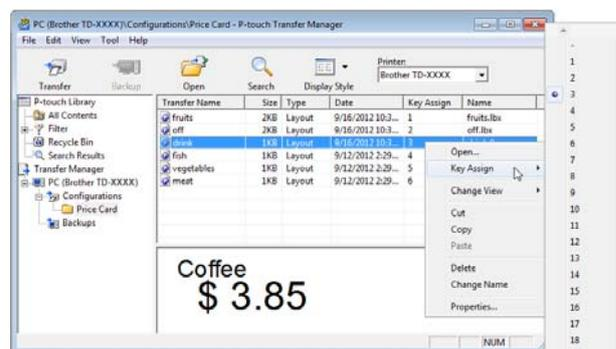 PC (Brother TD-XXXX)\Configurations\Price Card - P-touch Transfer Manager
File Edit View Tool Help
Transfer Backup Open Search Display Style
Printer:
Brother TD-XXXX
P-touch Library
All Contents
Filter
Recycle Bin
Search Results
Transfer Manager
PC (Brother TD-XXXX)
Configurations
Price Card
Backups
Transfer Name Size Type Date Key Assign Name
fruits 2KB Layout 9/16/2012 10:3... 1 fruits.lbx
off 2KB Layout 9/16/2012 10:3... 2 off.lbx
drink 1KB Layout 9/16/2012 10:3... 3
fish 1KB Layout 9/12/2012 2:29... 4
vegetables 1KB Layout 9/12/2012 2:29... 5
meat 1KB Layout 9/12/2012 2:29... 6
Open...
Key Assign
Change View
Cut
Copy
Paste
Delete
Change Name
Properties...
-
1
2
3
4
5
6
7
8
9
10
11
12
13
14
15
16
17
18
Coffee
$ 3.85
NUM